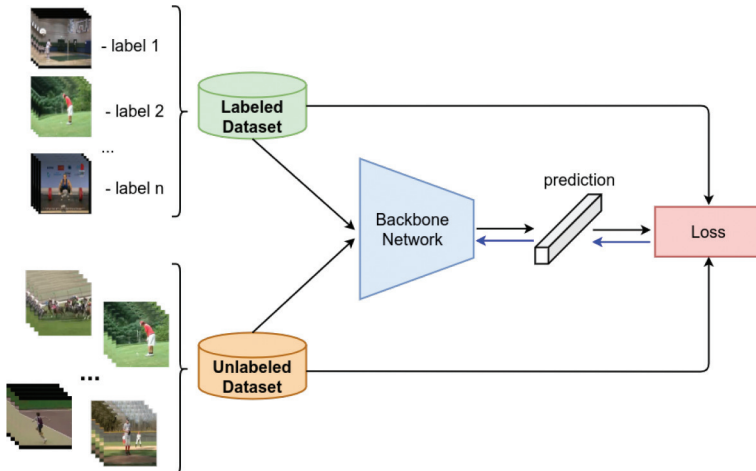 - label 1
- label 2
...
- label n
Labeled
Dataset
Backbone
Network
prediction
Loss
...
Unlabeled
Dataset